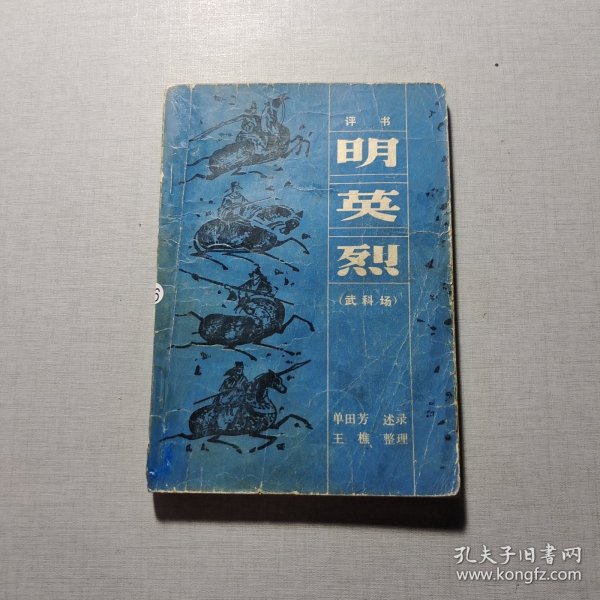 评书
明
英
烈
(武科场)
单田芳 述录
王樵 整理
6
孔夫子旧书网
www.kongfz.com